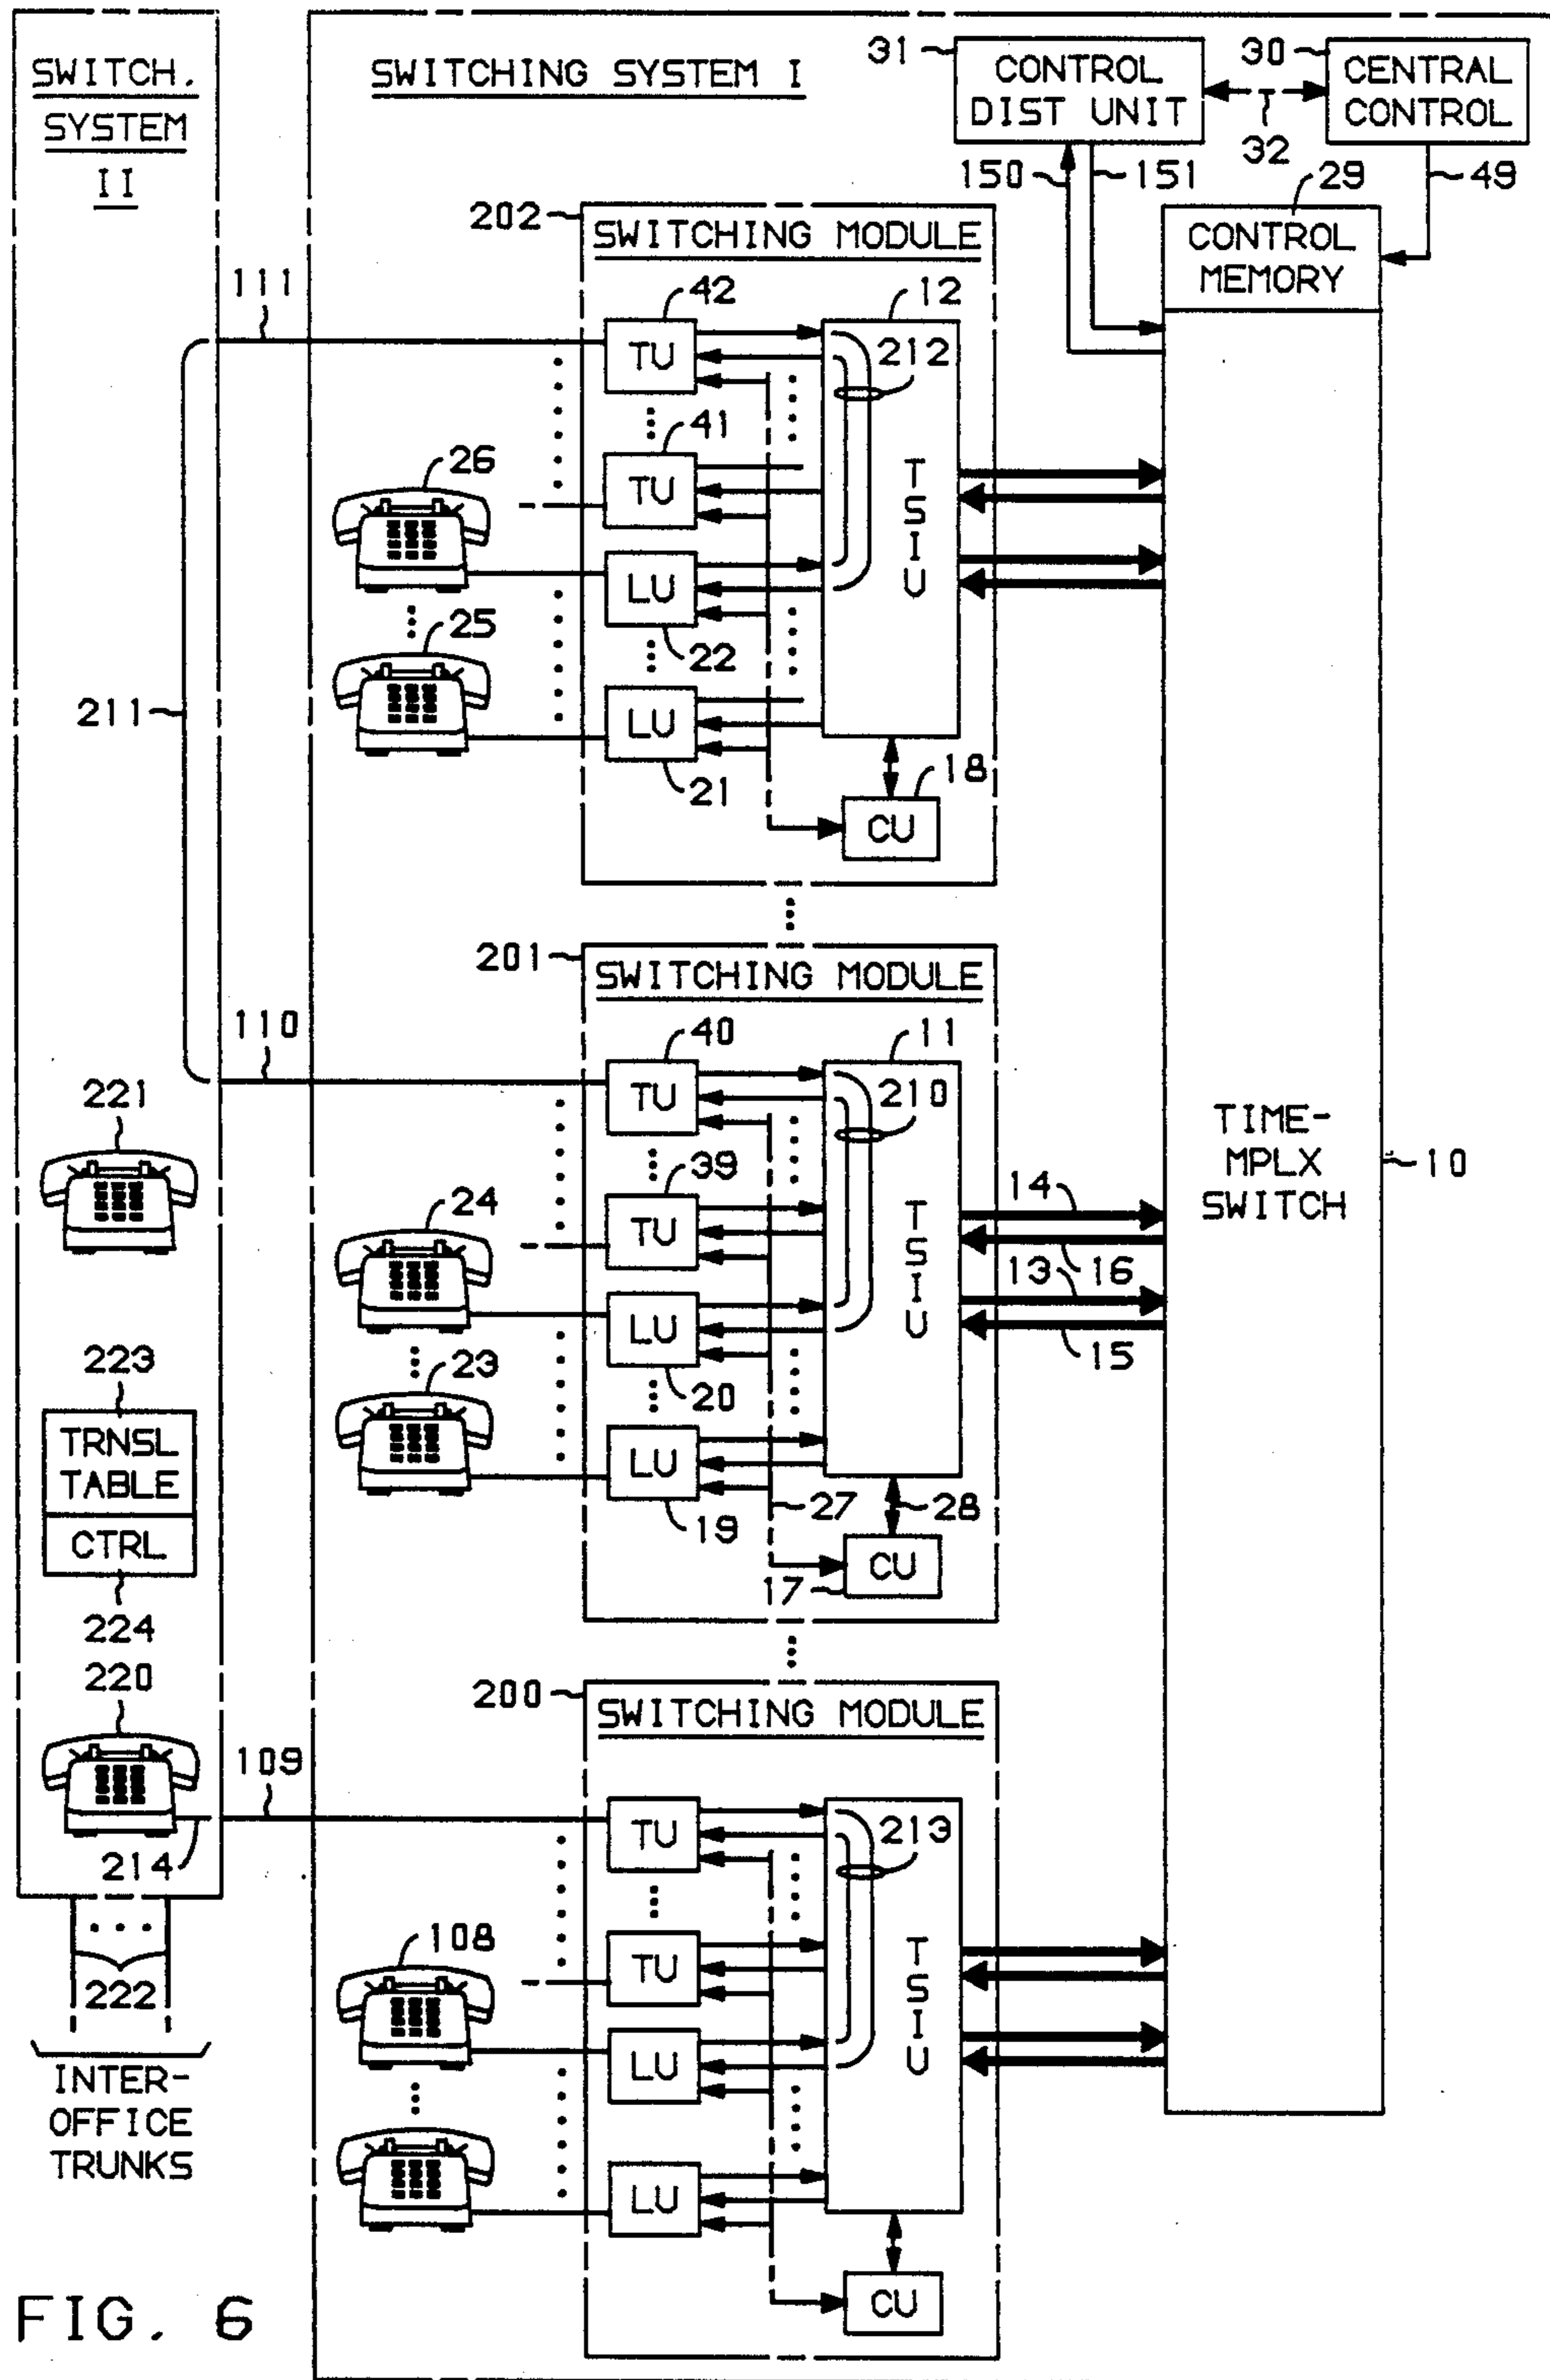 SWITCH.
SYSTEM
II
SWITCHING SYSTEM I
31
CONTROL
DIST UNIT
30
CENTRAL
CONTROL
32
150
151
29
49
CONTROL
MEMORY
202
SWITCHING MODULE
111
42
12
TU
212
41
26
TU
TSIU
LU
25
22
211
LU
21
18
CU
201
SWITCHING MODULE
110
40
11
TU
210
221
39
TIME-
MPLX
SWITCH
10
24
TU
14
TSIU
16
13
LU
15
223
23
20
TRNSL
TABLE
LU
CTRL
19
27
28
CU
17
224
220
200
SWITCHING MODULE
109
TU
213
214
108
TU
TSIU
222
LU
INTER-
OFFICE
TRUNKS
LU
CU
FIG. 6